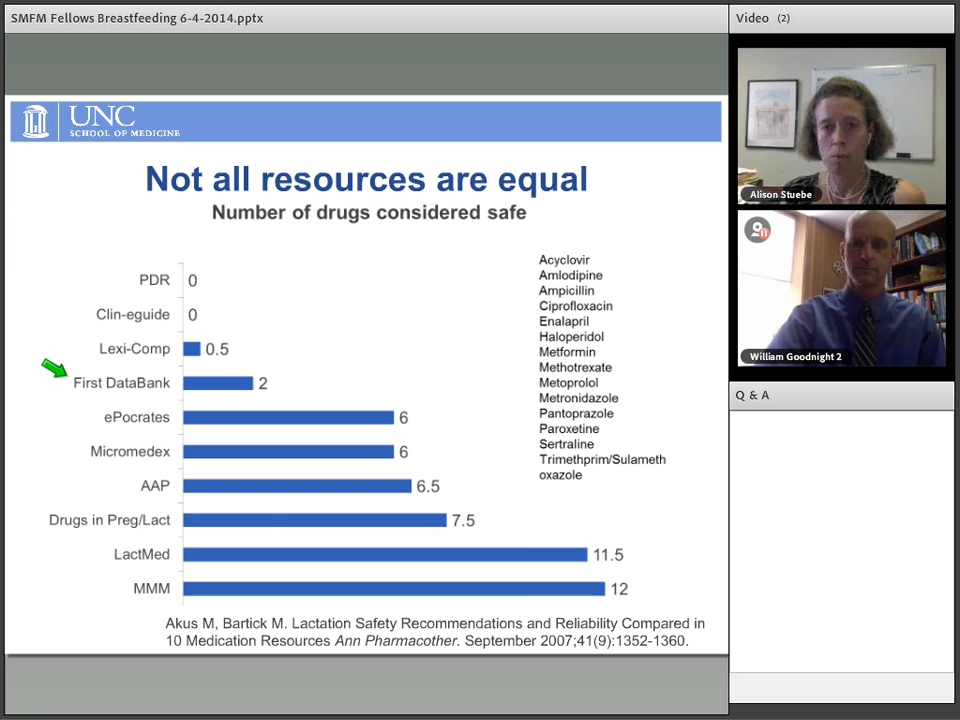 SMFM Fellows Breastfeeding 6-4-2014.pptx
Video (2)
UNC
SCHOOL OF MEDICINE
Not all resources are equal
Number of drugs considered safe
PDR 0
Clin-eguide 0
Lexi-Comp 0.5
First DataBank 2
ePocrates 6
Micromedex 6
AAP 6.5
Drugs in Preg/Lact 7.5
LactMed 11.5
MMM 12
Acyclovir
Amlodipine
Ampicillin
Ciprofloxacin
Enalapril
Haloperidol
Metformin
Methotrexate
Metoprolol
Metronidazole
Pantoprazole
Paroxetine
Sertraline
Trimethprim/Sulameth
oxazole
Akus M, Bartick M. Lactation Safety Recommendations and Reliability Compared in
10 Medication Resources Ann Pharmacother. September 2007;41(9):1352-1360.
Alison Stuebe
William Goodnight 2
Q & A